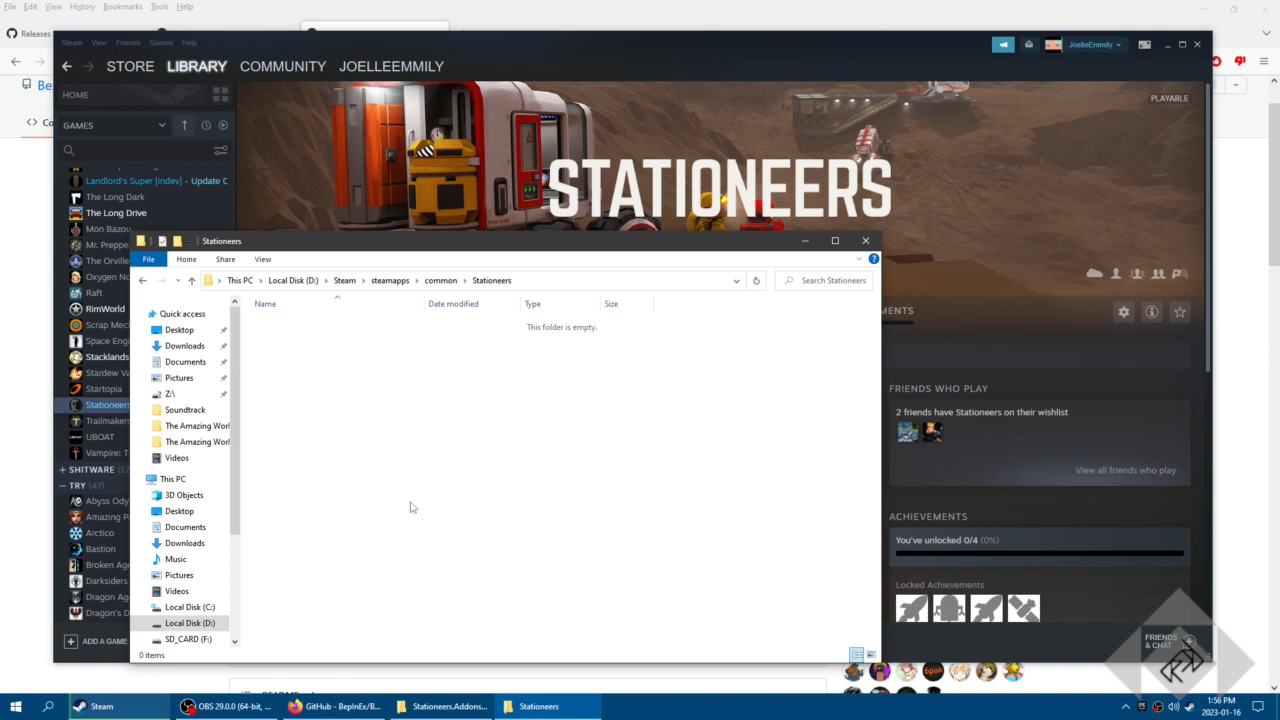 File Edit View History Bookmarks Tools Help
Releases
Steam View Friends Games Help
JoelleEmmily
STORE LIBRARY COMMUNITY JOELLEEMMILY
Be
Co
HOME
GAMES
Landlord's Super [indev] - Update C
The Long Dark
The Long Drive
Mon Bazou
Mr. Preppe
The Orville
Oxygen No
Raft
RimWorld
Scrap Mec
Space Eng
Stacklands
Stardew Va
Startopia
Stationeers
Trailmakers
UBOAT
Vampire: T
+ SHITWARE (12
− TRY (47)
Abyss Ody
Amazing P
Arctico
Bastion
Broken Ag
Darksiders
Dragon Ag
Dragon's D
ADD A GAME
PLAYABLE
STATIONEERS
Stationeers
File Home Share View
This PC > Local Disk (D:) > Steam > steamapps > common > Stationeers
Search Stationeers
Name Date modified Type Size
This folder is empty.
Quick access
Desktop
Downloads
Documents
Pictures
Z:\
Soundtrack
The Amazing Worl
The Amazing Worl
Videos
This PC
3D Objects
Desktop
Documents
Downloads
Music
Pictures
Videos
Local Disk (C:)
Local Disk (D:)
SD_CARD (F:)
0 items
MENTS
FRIENDS WHO PLAY
2 friends have Stationeers on their wishlist
View all friends who play
ACHIEVEMENTS
You've unlocked 0/4 (0%)
Locked Achievements
FRIENDS
& CHAT
Steam
OBS 29.0.0 (64-bit, ...
GitHub - BepInEx/B...
Stationeers.Addons...
Stationeers
1:56 PM
2023-01-16